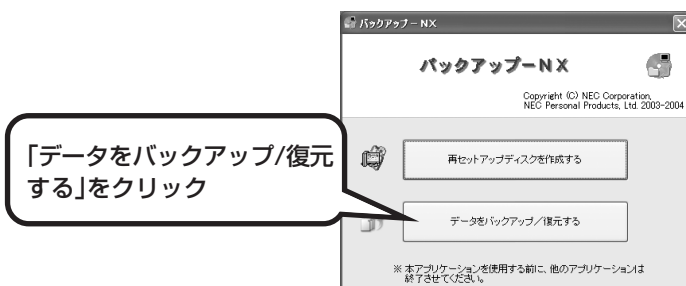 バックアップ－NX
バックアップ－NX
Copyright (C) NEC Corporation,
NEC Personal Products, Ltd. 2003-2004
「データをバックアップ/復元
する」をクリック
再セットアップディスクを作成する
データをバックアップ／復元する
※ 本アプリケーションを使用する前に、他のアプリケーションは
終了させてください。